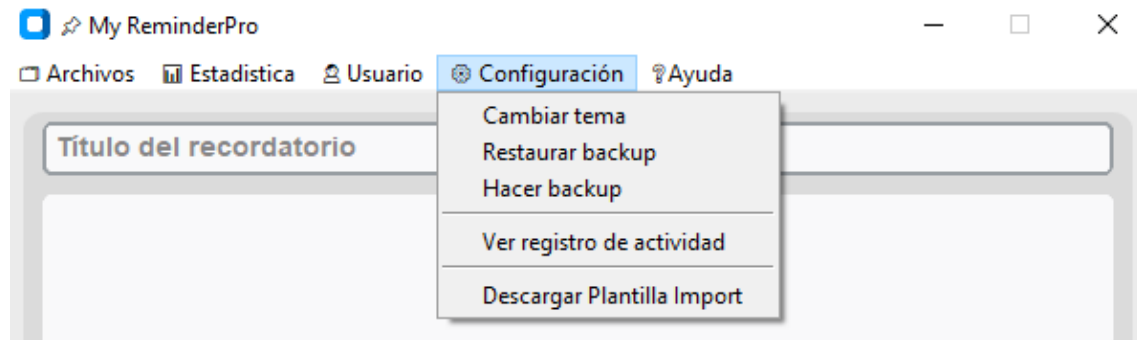 My ReminderPro
Archivos Estadistica Usuario Configuración Ayuda
Título del recordatorio
Cambiar tema
Restaurar backup
Hacer backup
Ver registro de actividad
Descargar Plantilla Import